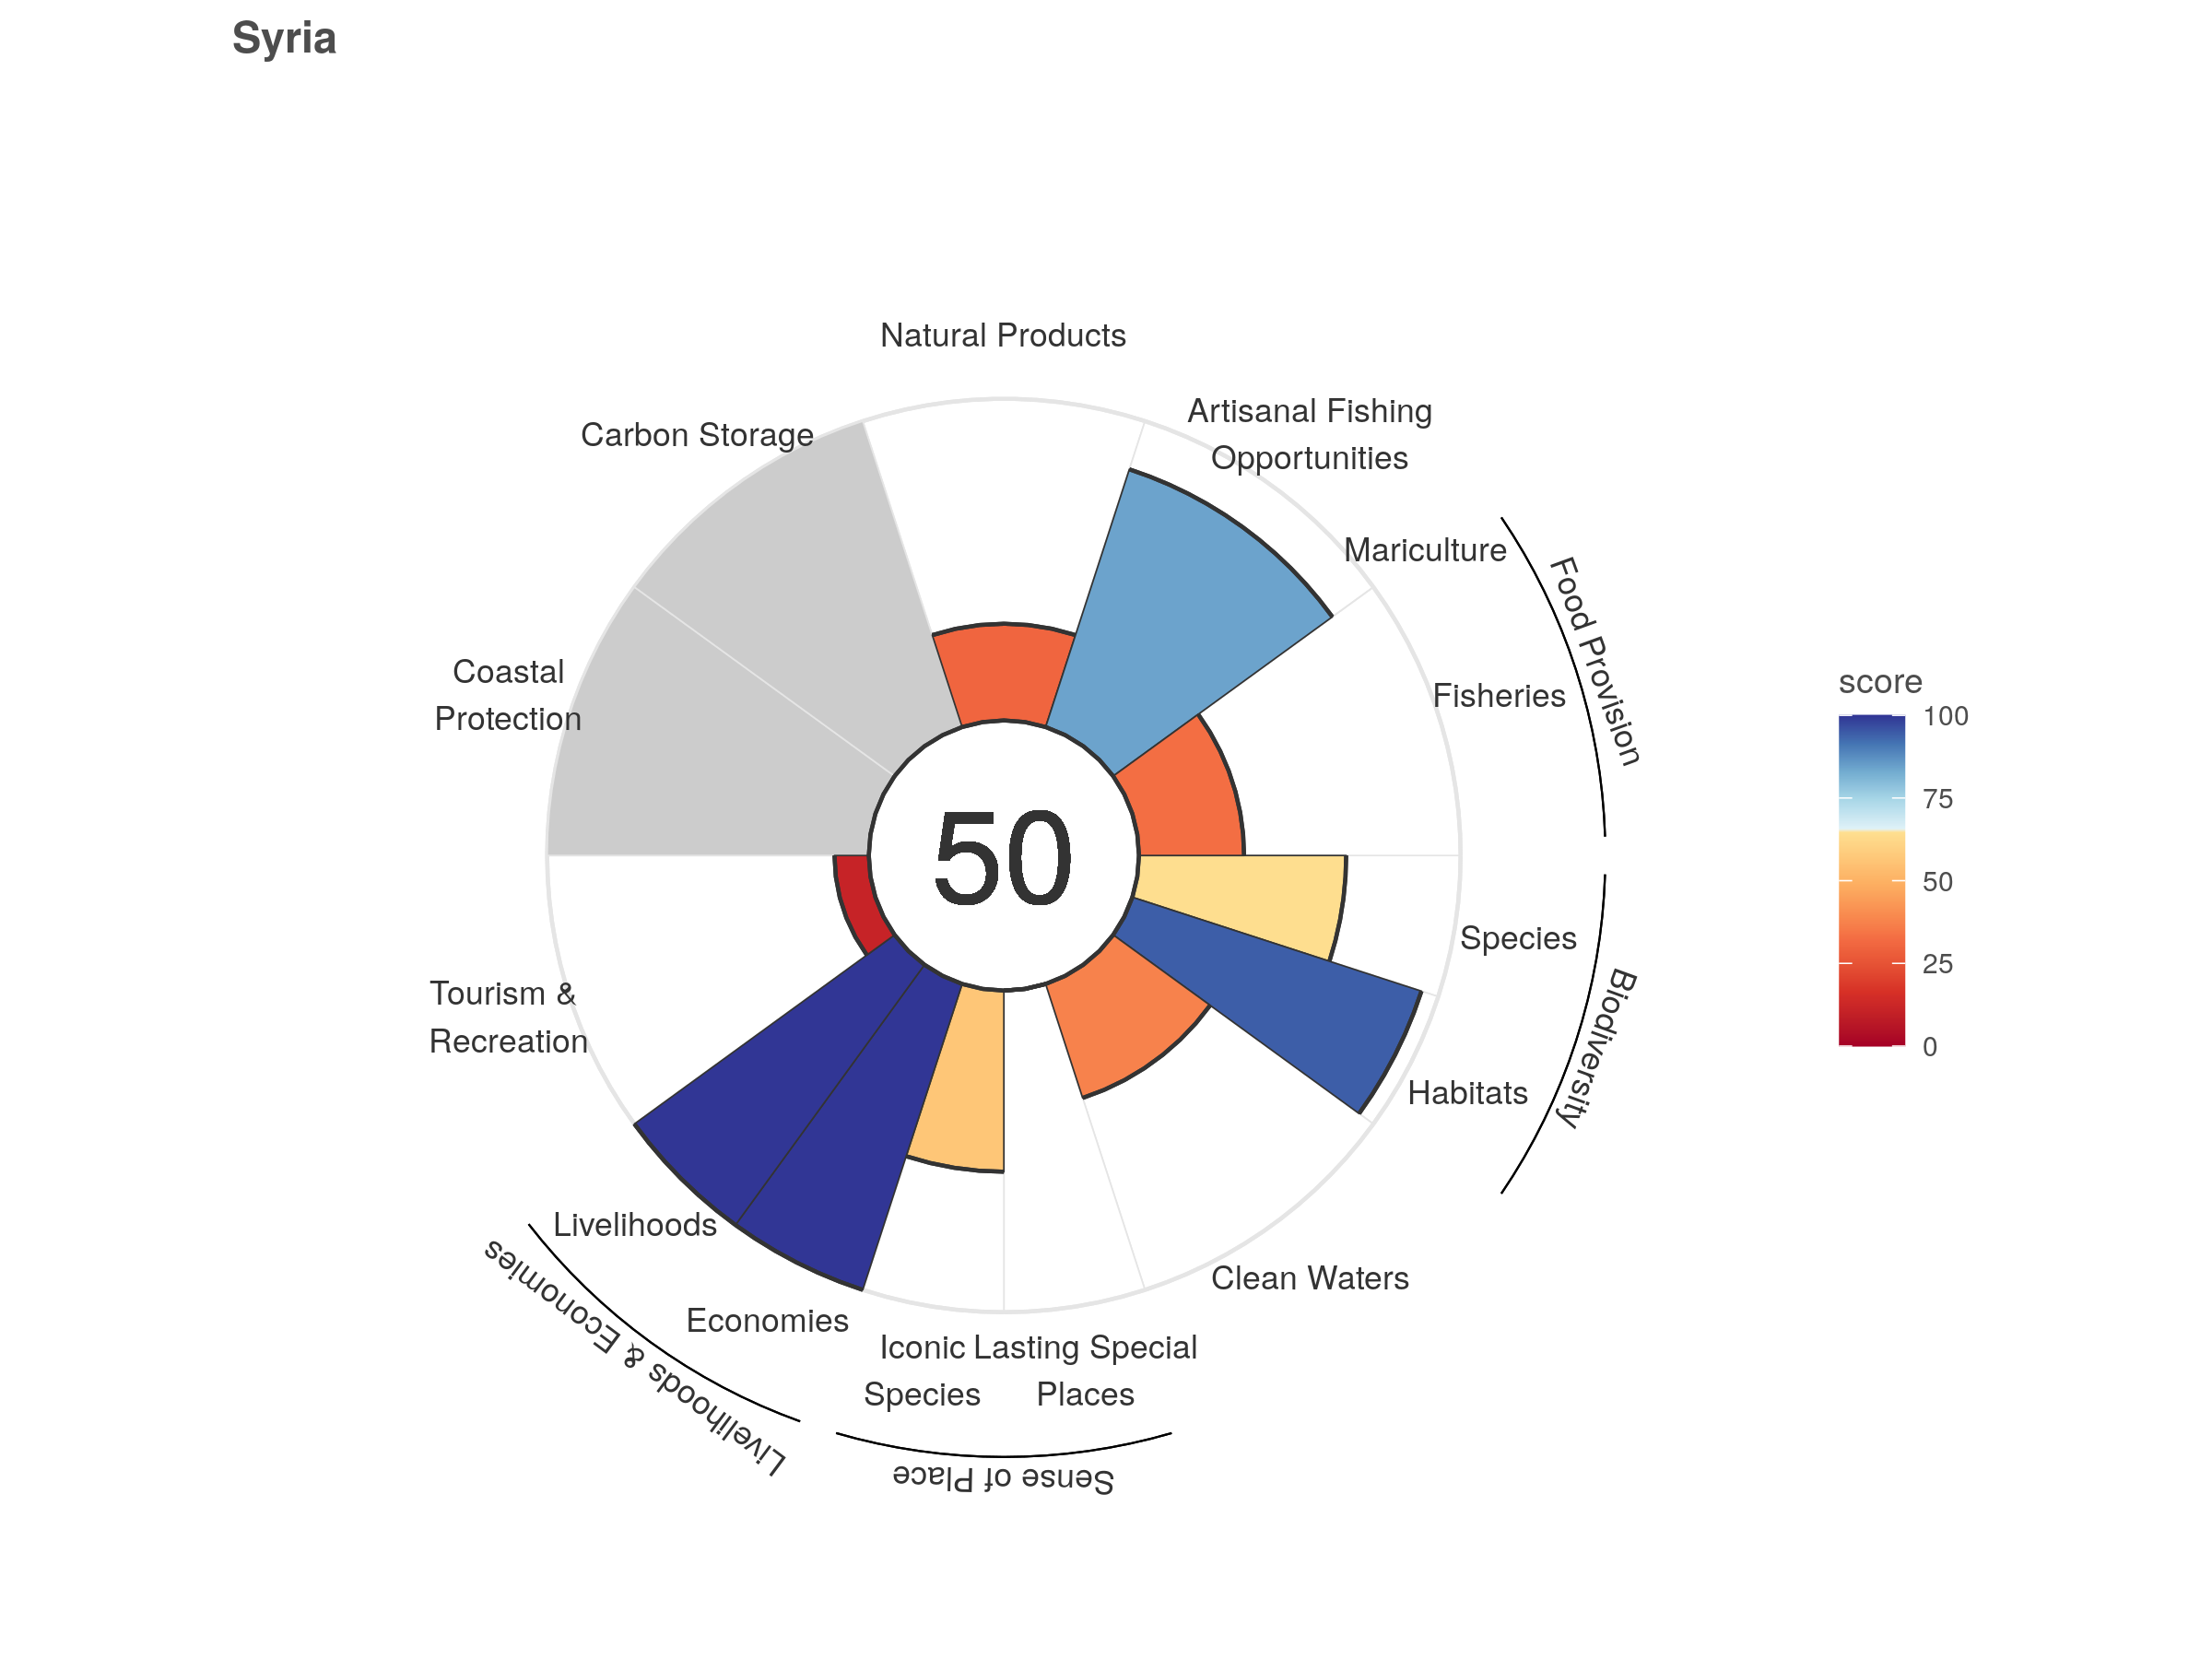 Syria
Natural Products
Artisanal Fishing
Opportunities
Carbon Storage
Mariculture
Food Provision
Coastal
Protection
Fisheries
score
100
75
50
25
0
50
Species
Biodiversity
Tourism &
Recreation
Habitats
Livelihoods
Clean Waters
Economies
Livelihoods & Economies
Iconic
Species
Lasting Special
Places
Sense of Place